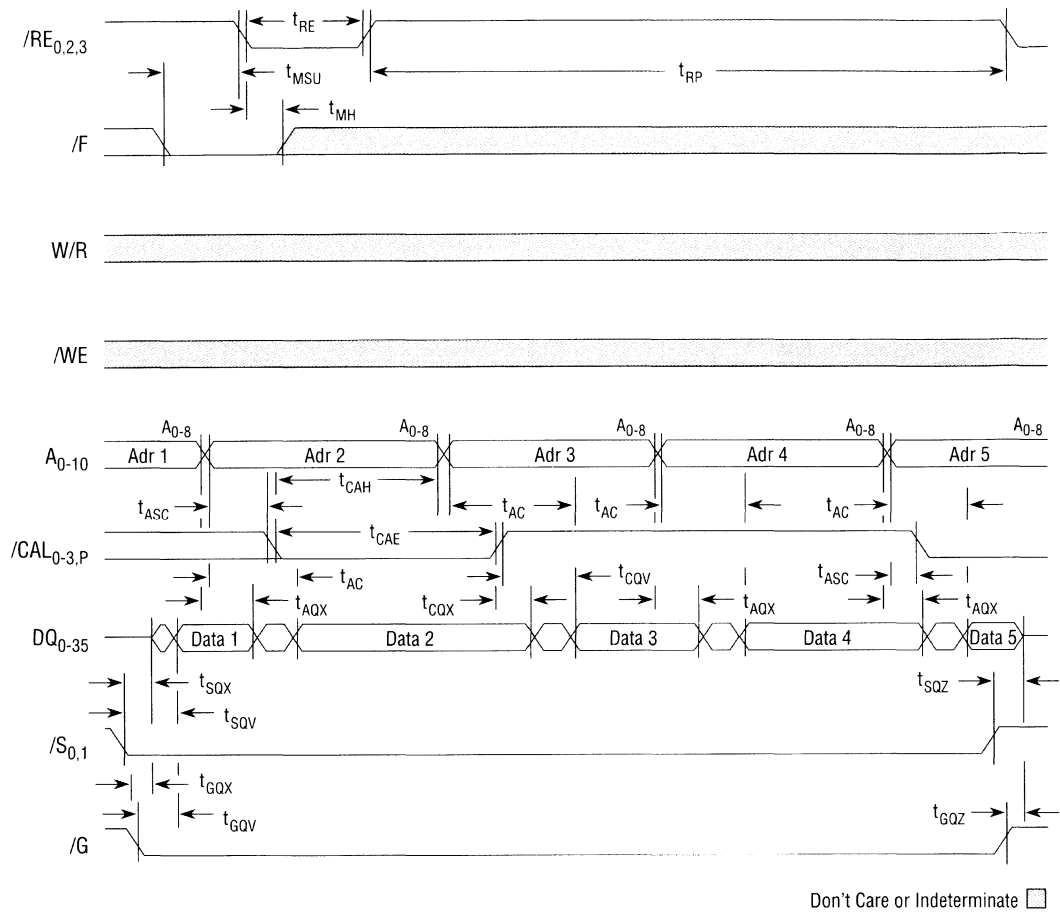 /RE0,2,3
tRE
tMSU
tRP
tMH
/F
W/R
/WE
A0-8 A0-8 A0-8 A0-8 A0-8
A0-10 Adr 1 Adr 2 Adr 3 Adr 4 Adr 5
tCAH
tASC tAC tAC tAC
tCAE
/CAL0-3,P
tAC tCQV tASC
tAQX tCQX tAQX tAQX
DQ0-35 Data 1 Data 2 Data 3 Data 4 Data 5
tSQX tSQZ
tSQV
/S0,1
tGQX
tGQV tGQZ
/G
Don't Care or Indeterminate